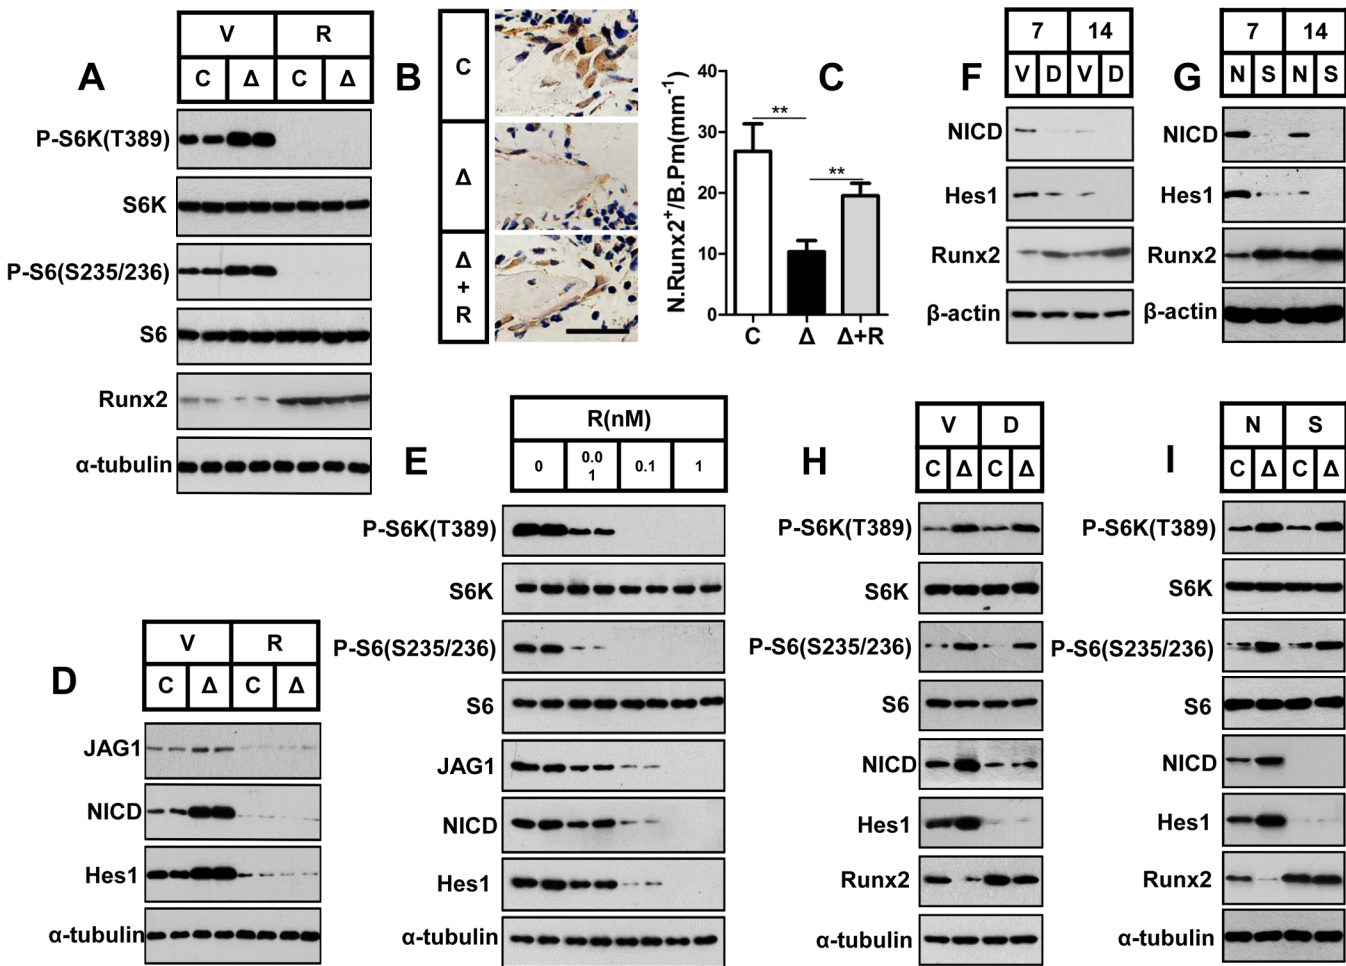 A
V R
C Δ C Δ
P-S6K(T389)
S6K
P-S6(S235/236)
S6
Runx2
α-tubulin
B
C
Δ
Δ
+
R
C
N.Runx2⁺/B.Pm(mm⁻¹)
40
30
20
10
0
**
**
C Δ Δ+R
F
7 14
V D V D
NICD
Hes1
Runx2
β-actin
G
7 14
N S N S
NICD
Hes1
Runx2
β-actin
D
V R
C Δ C Δ
JAG1
NICD
Hes1
α-tubulin
E
R(nM)
0 0.0 0.1 1
1
P-S6K(T389)
S6K
P-S6(S235/236)
S6
JAG1
NICD
Hes1
α-tubulin
H
V D
C Δ C Δ
P-S6K(T389)
S6K
P-S6(S235/236)
S6
NICD
Hes1
Runx2
α-tubulin
I
N S
C Δ C Δ
P-S6K(T389)
S6K
P-S6(S235/236)
S6
NICD
Hes1
Runx2
α-tubulin